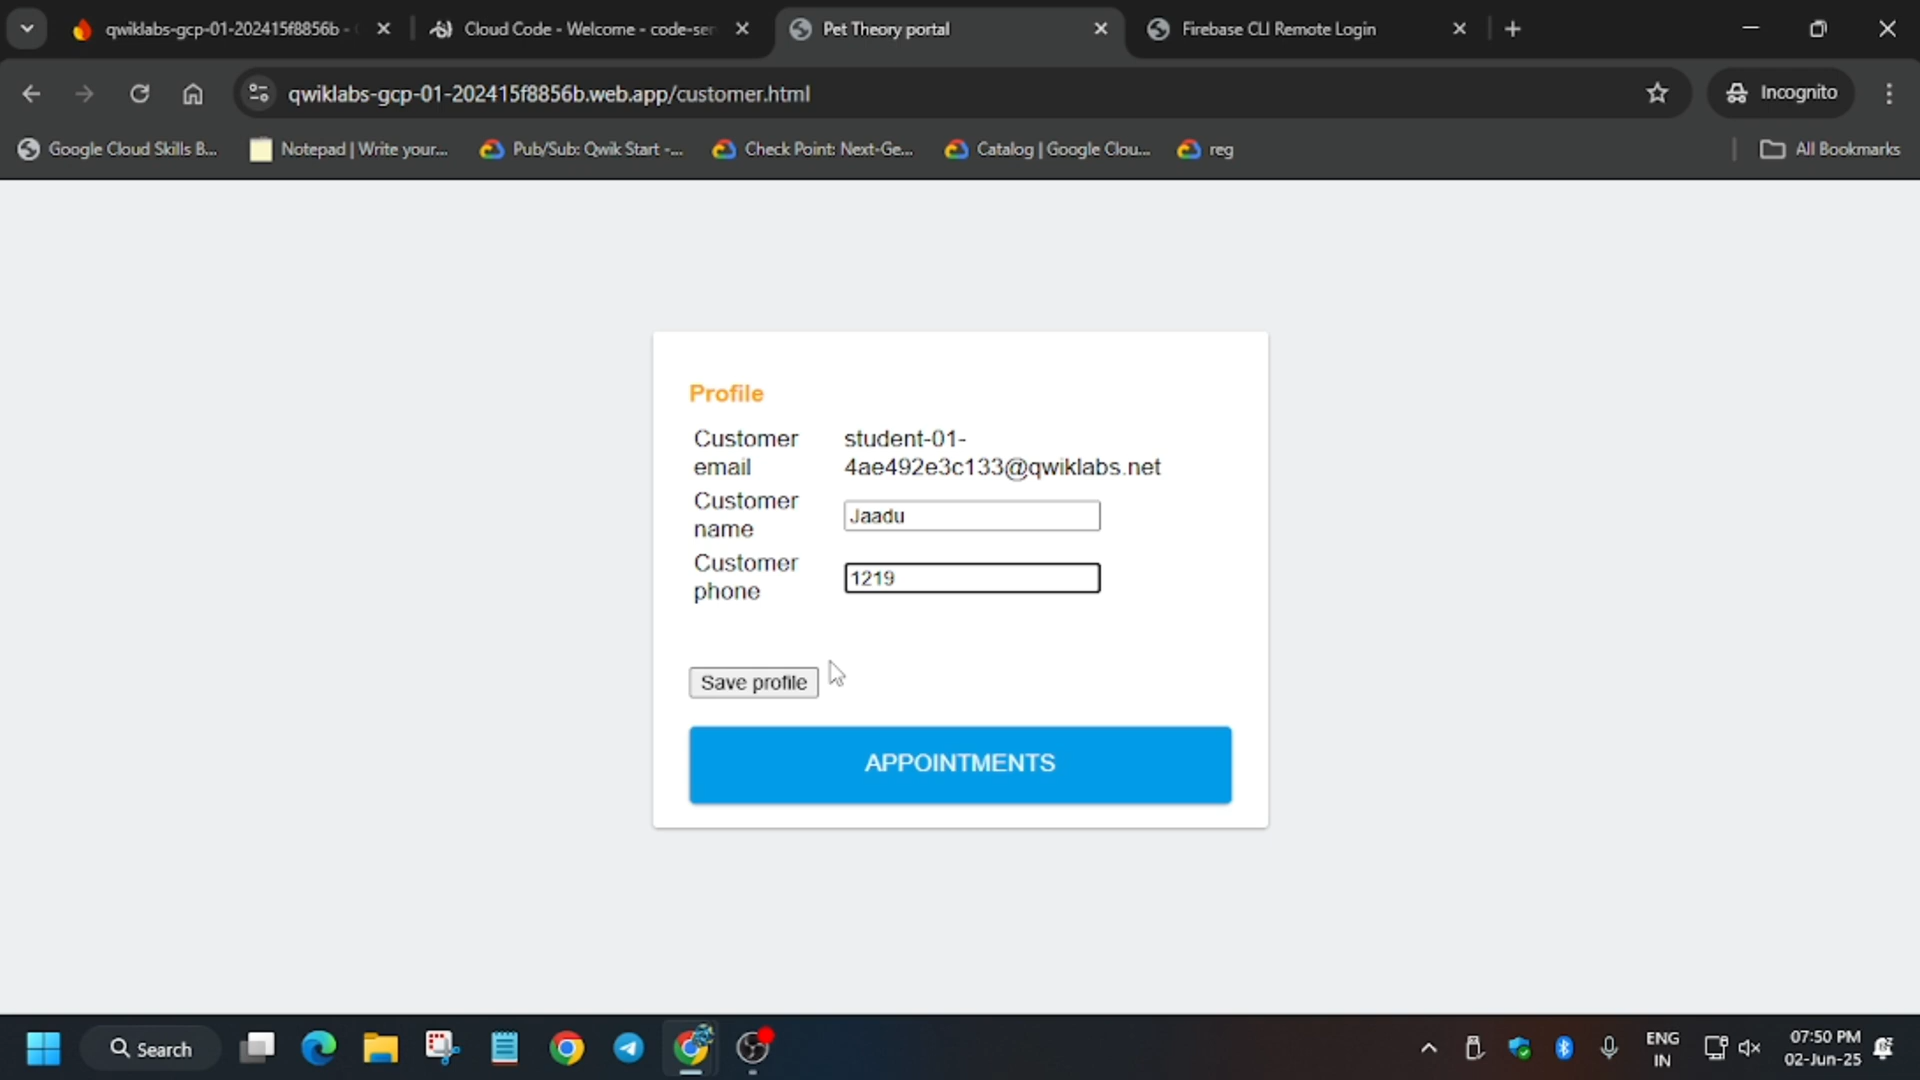 qwiklabs-gcp-01-202415f8856b -
Cloud Code - Welcome - code-ser
Pet Theory portal
Firebase CLI Remote Login
qwiklabs-gcp-01-202415f8856b.web.app/customer.html
Incognito
Google Cloud Skills B...
Notepad | Write your...
Pub/Sub: Qwik Start -...
Check Point: Next-Ge...
Catalog | Google Clou...
reg
All Bookmarks
Profile
Customer email
student-01-
4ae492e3c133@qwiklabs.net
Customer name
Jaadu
Customer phone
1219
Save profile
APPOINTMENTS
Search
ENG
IN
07:50 PM
02-Jun-25